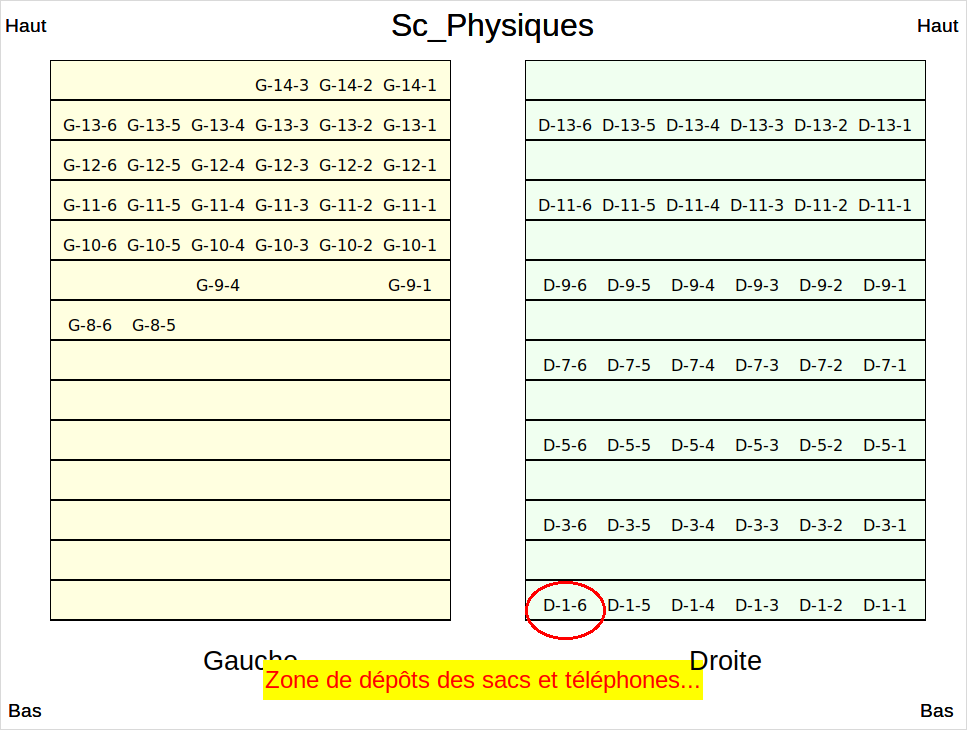 Sc_Physiques
Haut Haut
G-14-3 G-14-2 G-14-1
G-13-6 G-13-5 G-13-4 G-13-3 G-13-2 G-13-1 D-13-6 D-13-5 D-13-4 D-13-3 D-13-2 D-13-1
G-12-6 G-12-5 G-12-4 G-12-3 G-12-2 G-12-1
G-11-6 G-11-5 G-11-4 G-11-3 G-11-2 G-11-1 D-11-6 D-11-5 D-11-4 D-11-3 D-11-2 D-11-1
G-10-6 G-10-5 G-10-4 G-10-3 G-10-2 G-10-1
G-9-4 G-9-1 D-9-6 D-9-5 D-9-4 D-9-3 D-9-2 D-9-1
G-8-6 G-8-5
D-7-6 D-7-5 D-7-4 D-7-3 D-7-2 D-7-1
D-5-6 D-5-5 D-5-4 D-5-3 D-5-2 D-5-1
D-3-6 D-3-5 D-3-4 D-3-3 D-3-2 D-3-1
D-1-6 D-1-5 D-1-4 D-1-3 D-1-2 D-1-1
Gauche Droite
Zone de dépôts des sacs et téléphones...
Bas Bas